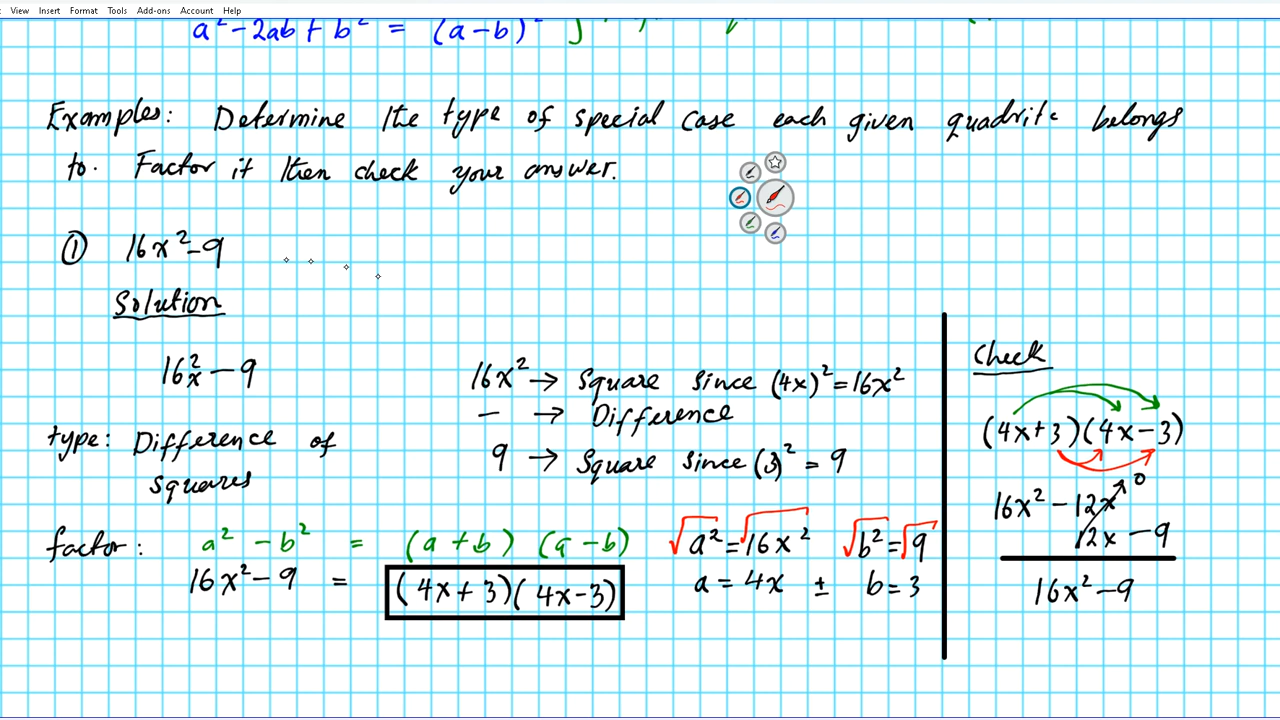 View Insert Format Tools Add-ons Account Help
a² - 2ab + b² = (a-b)²
Examples: Determine the type of special case each given quadritc belongs
to. Factor it then check your answer.
① 16x² - 9
Solution
16x² - 9
type: Difference of
squares
16x² → Square since (4x)² = 16x²
- → Difference
9 → Square since (3)² = 9
factor: a² - b² = (a + b) (a - b)
16x² - 9 = (4x + 3)(4x - 3)
√a² = √16x² √b² = √9
a = 4x ± b = 3
Check
(4x+3)(4x-3)
16x² - 12x 0
12x - 9
16x² - 9